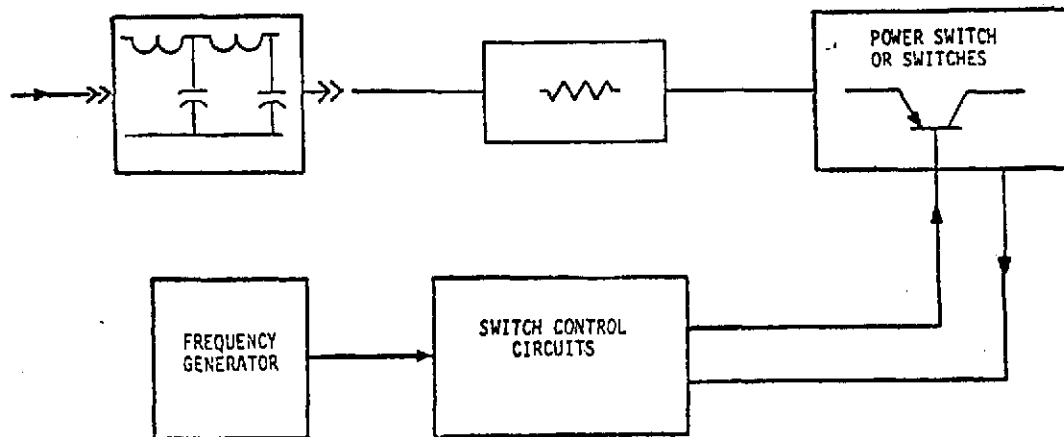 POWER SWITCH
OR SWITCHES
FREQUENCY
GENERATOR
SWITCH CONTROL
CIRCUITS